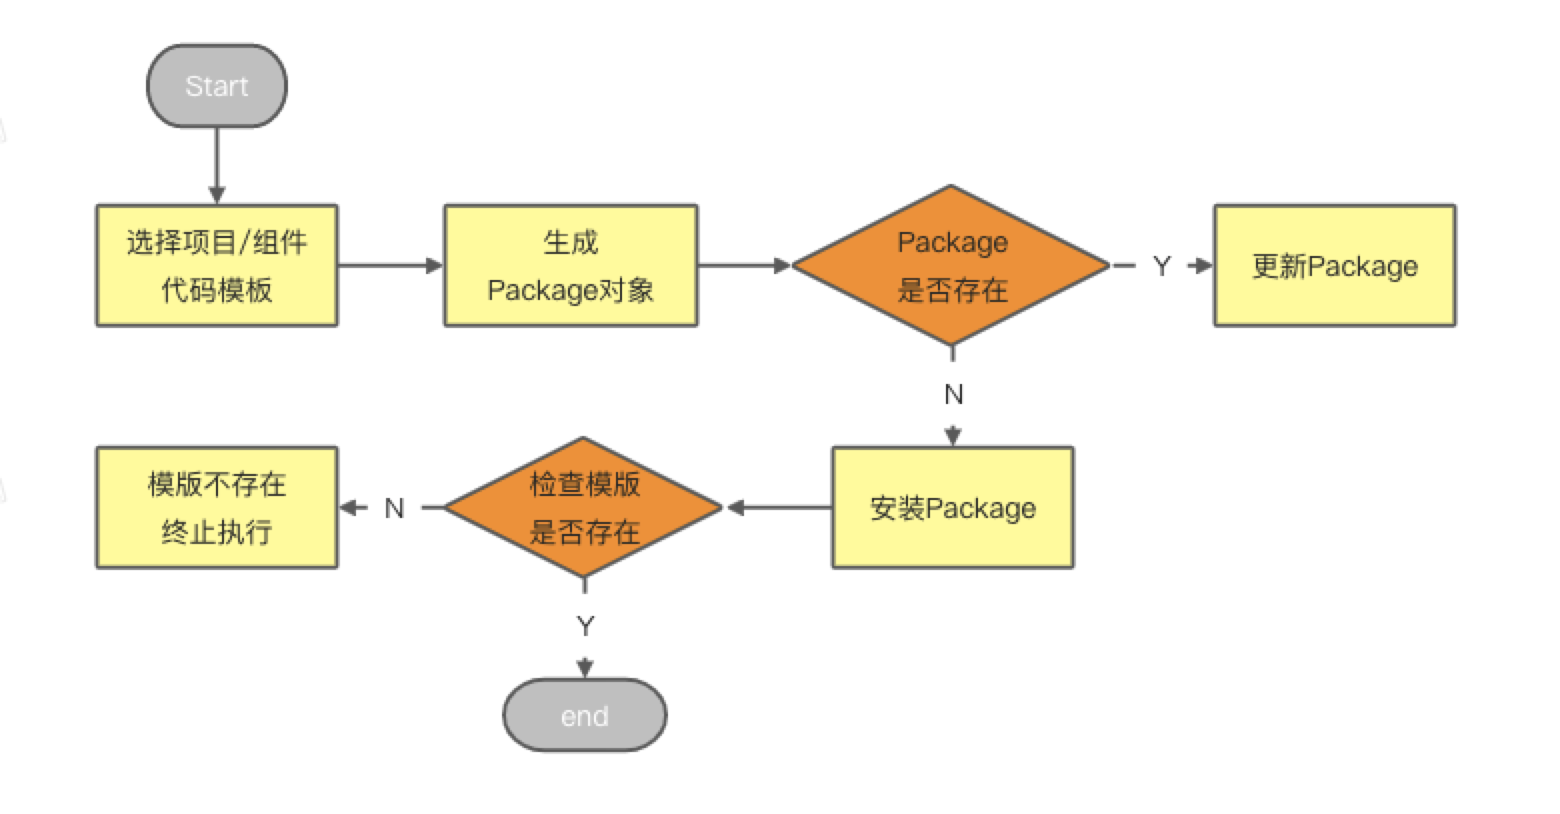 Start
选择项目/组件
代码模板
生成
Package对象
Package
是否存在
Y
更新Package
N
安装Package
检查模版
是否存在
N
模版不存在
终止执行
Y
end